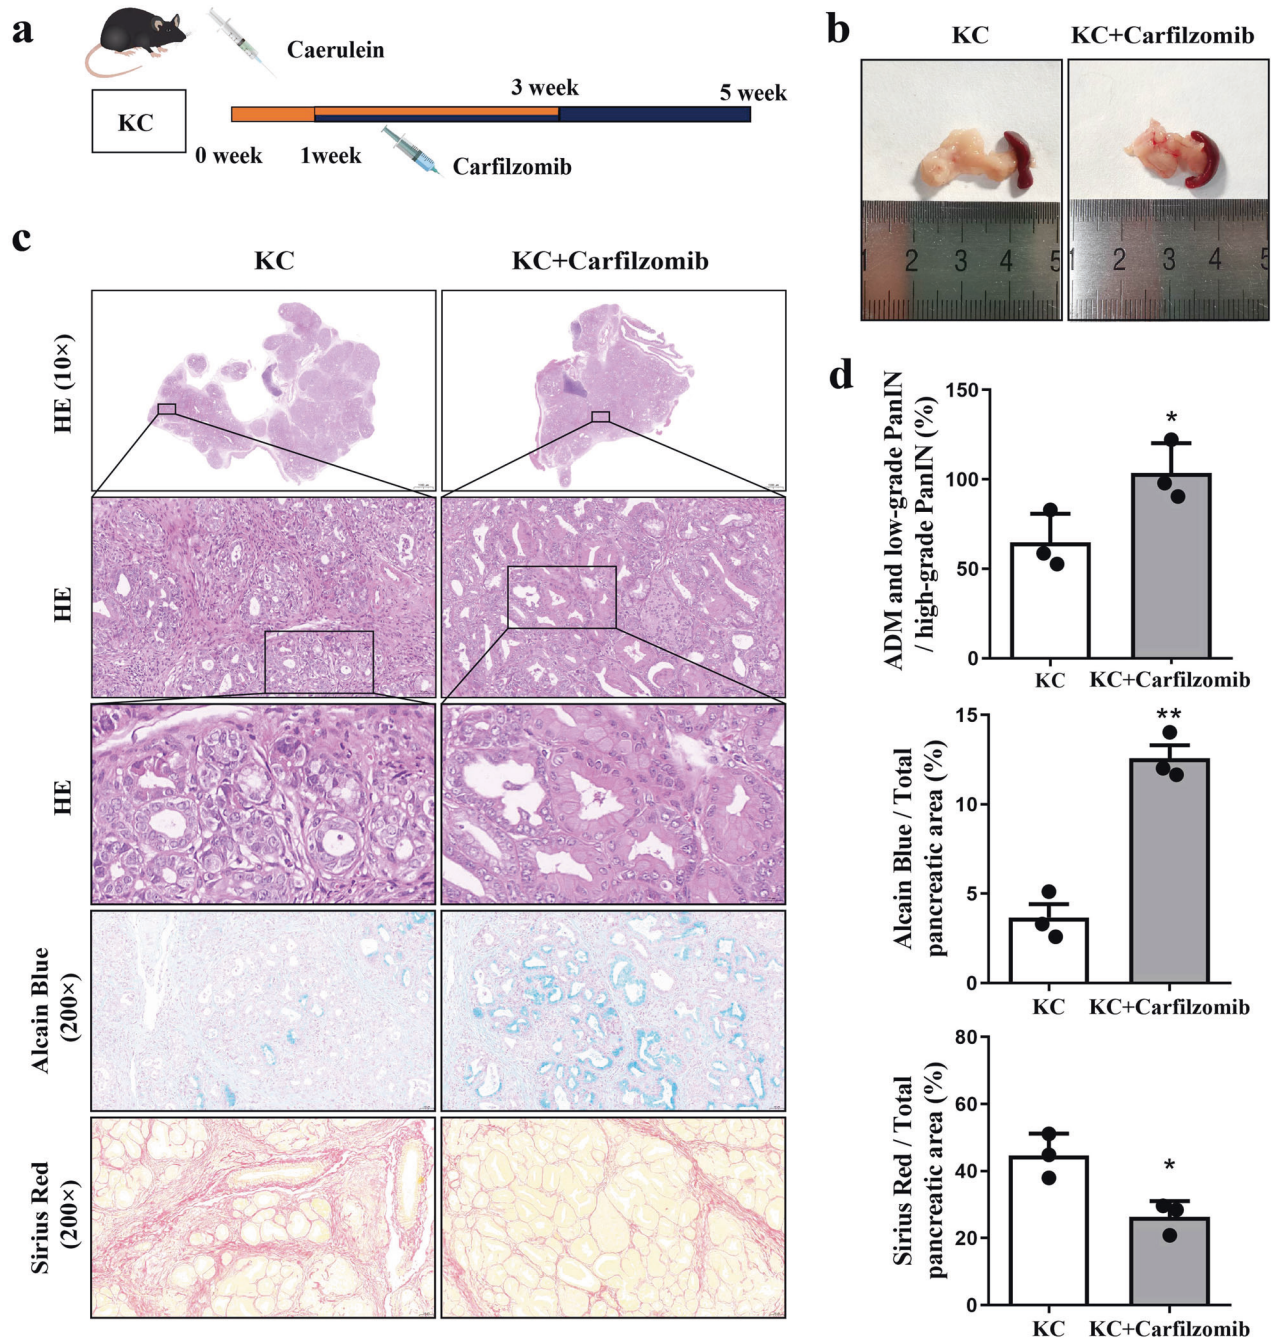 a
Caerulein
KC
0 week
1week
3 week
5 week
Carfilzomib
b
KC
KC+Carfilzomib
1 2 3 4 5
1 2 3 4 5
c
KC
KC+Carfilzomib
HE (10×)
HE
HE
Alcain Blue
(200×)
Sirius Red
(200×)
d
ADM and low-grade PanIN
/ high-grade PanIN (%)
150
100
50
0
*
KC
KC+Carfilzomib
Alcain Blue / Total
pancreatic area (%)
15
10
5
0
**
KC
KC+Carfilzomib
Sirius Red / Total
pancreatic area (%)
80
60
40
20
0
*
KC
KC+Carfilzomib